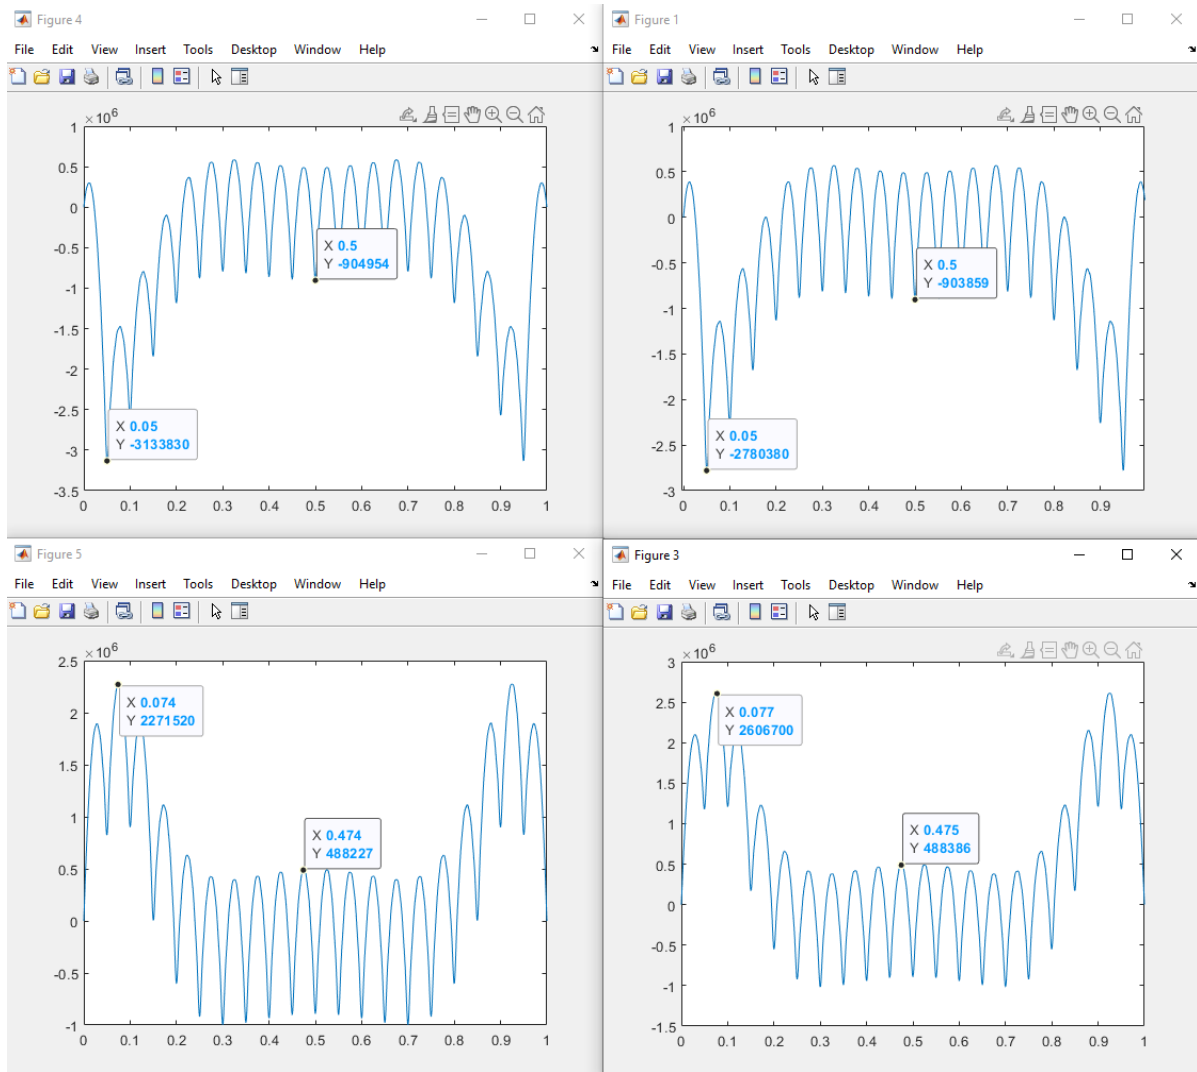 Figure 4
File Edit View Insert Tools Desktop Window Help
×10⁶
1
0.5
0
-0.5
-1
-1.5
-2
-2.5
-3
-3.5
X 0.5
Y -904954
X 0.05
Y -3133830
0 0.1 0.2 0.3 0.4 0.5 0.6 0.7 0.8 0.9 1
Figure 1
File Edit View Insert Tools Desktop Window Help
×10⁶
1
0.5
0
-0.5
-1
-1.5
-2
-2.5
-3
X 0.5
Y -903859
X 0.05
Y -2780380
0 0.1 0.2 0.3 0.4 0.5 0.6 0.7 0.8 0.9
Figure 5
File Edit View Insert Tools Desktop Window Help
×10⁶
2.5
2
1.5
1
0.5
0
-0.5
-1
X 0.074
Y 2271520
X 0.474
Y 488227
0 0.1 0.2 0.3 0.4 0.5 0.6 0.7 0.8 0.9 1
Figure 3
File Edit View Insert Tools Desktop Window Help
×10⁶
3
2.5
2
1.5
1
0.5
0
-0.5
-1
-1.5
X 0.077
Y 2606700
X 0.475
Y 488386
0 0.1 0.2 0.3 0.4 0.5 0.6 0.7 0.8 0.9 1